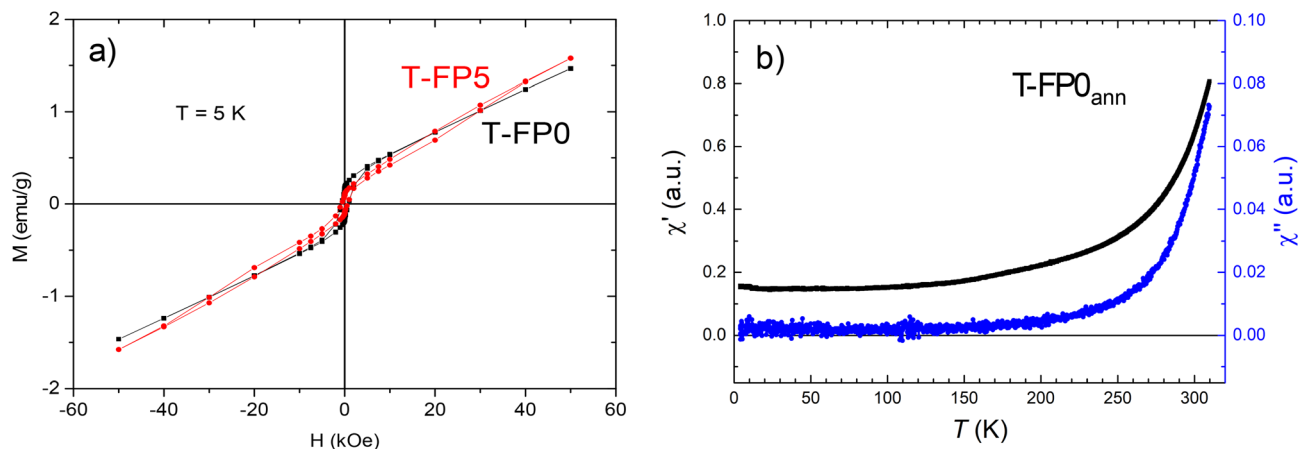 a)
T-FP5
T-FP0
T = 5 K
M (emu/g)
2
1
0
-1
-2
-60
-40
-20
0
20
40
60
H (kOe)
b)
T-FP0ann
χ' (a.u.)
0.8
0.6
0.4
0.2
0.0
0
50
100
150
200
250
300
T (K)
0.10
0.08
0.06
0.04
0.02
0.00
χ'' (a.u.)